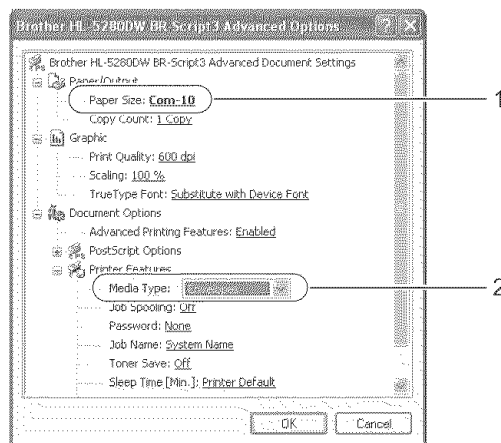 Brother HL-5280DW BR-Script3 Advanced Options
Brother HL-5280DW BR-Script3 Advanced Document Settings
Paper/Output
Paper Size: Com-10
1
Copy Count: 1 Copy
Graphic
Print Quality: 600 dpi
Scaling: 100 %
TrueType Font: Substitute with Device Font
Document Options
Advanced Printing Features: Enabled
PostScript Options
Printer Features
Media Type:
2
Job Spooling: Off
Password: None
Job Name: System Name
Toner Save: Off
Sleep Time [Min.]: Printer Default
OK
Cancel